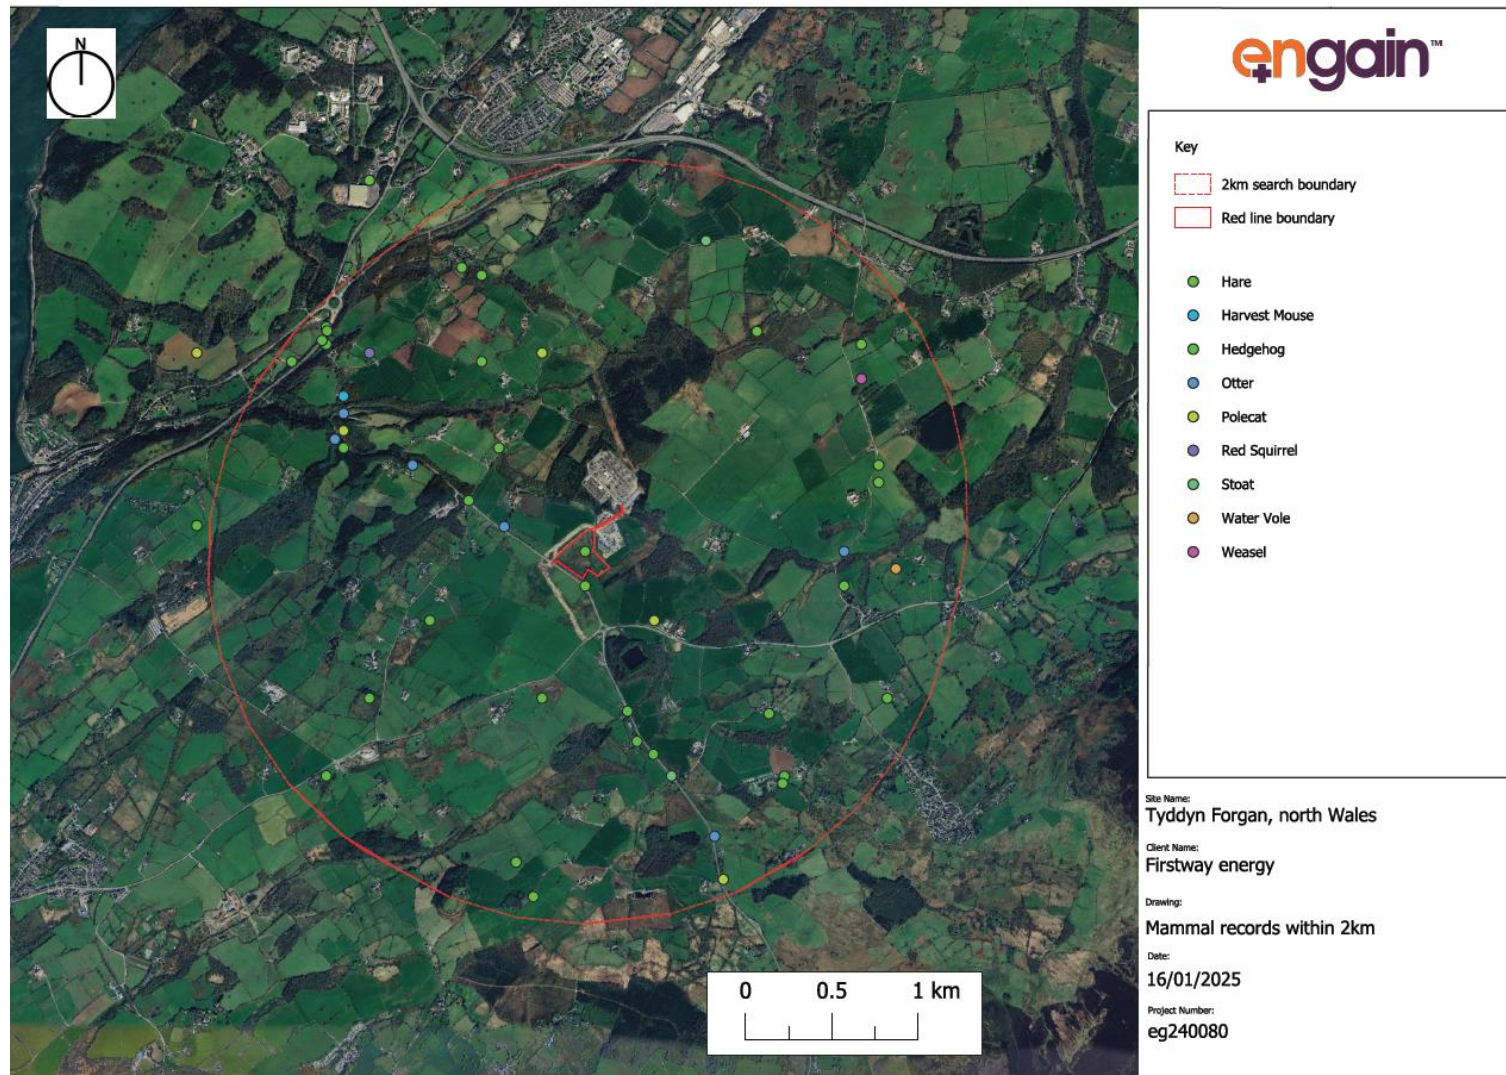 N
engain™
Key
2km search boundary
Red line boundary
Hare
Harvest Mouse
Hedgehog
Otter
Polecat
Red Squirrel
Stoat
Water Vole
Weasel
Site Name:
Tyddyn Forgan, north Wales
Client Name:
Firstway energy
Drawing:
Mammal records within 2km
Date:
16/01/2025
Project Number:
eg240080
0 0.5 1 km